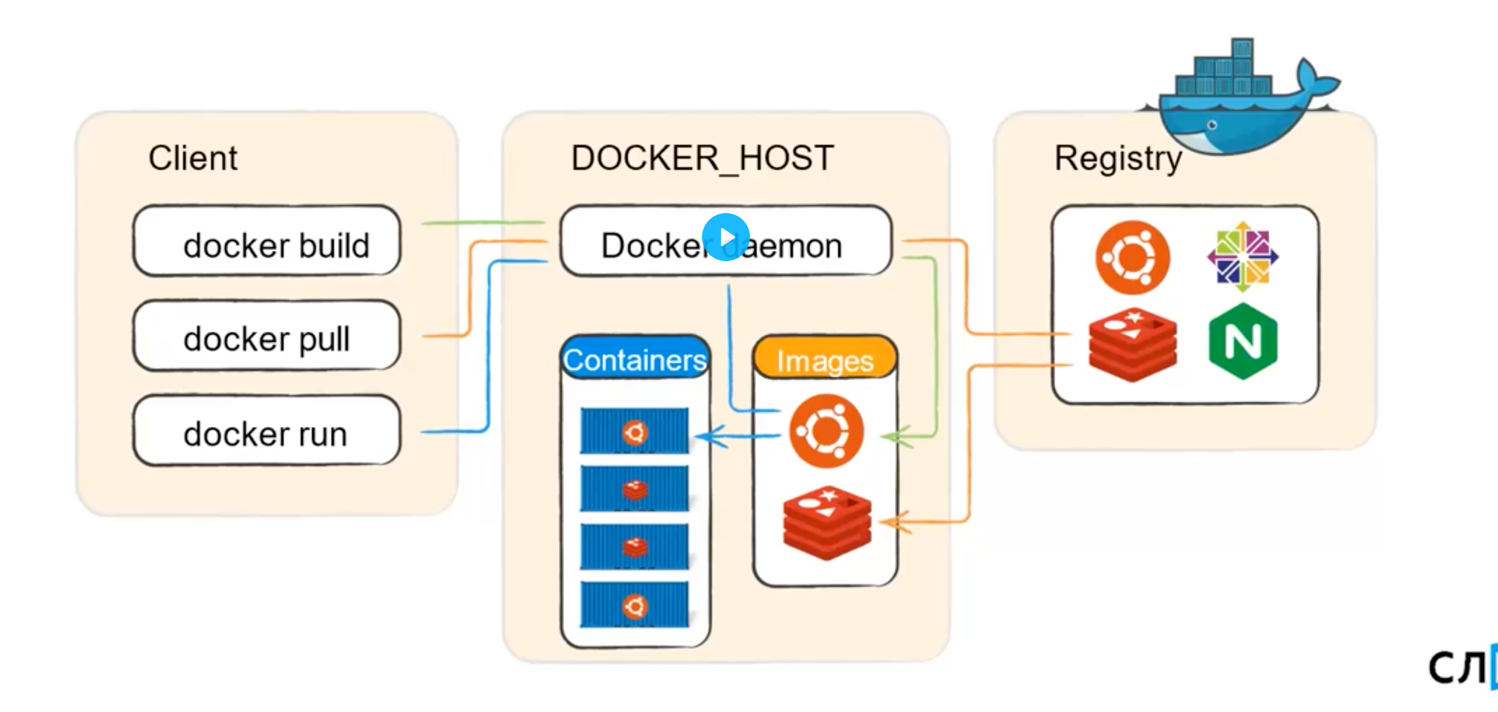 Client
docker build
docker pull
docker run
DOCKER_HOST
Docker daemon
Containers
Images
Registry
N
СЛ